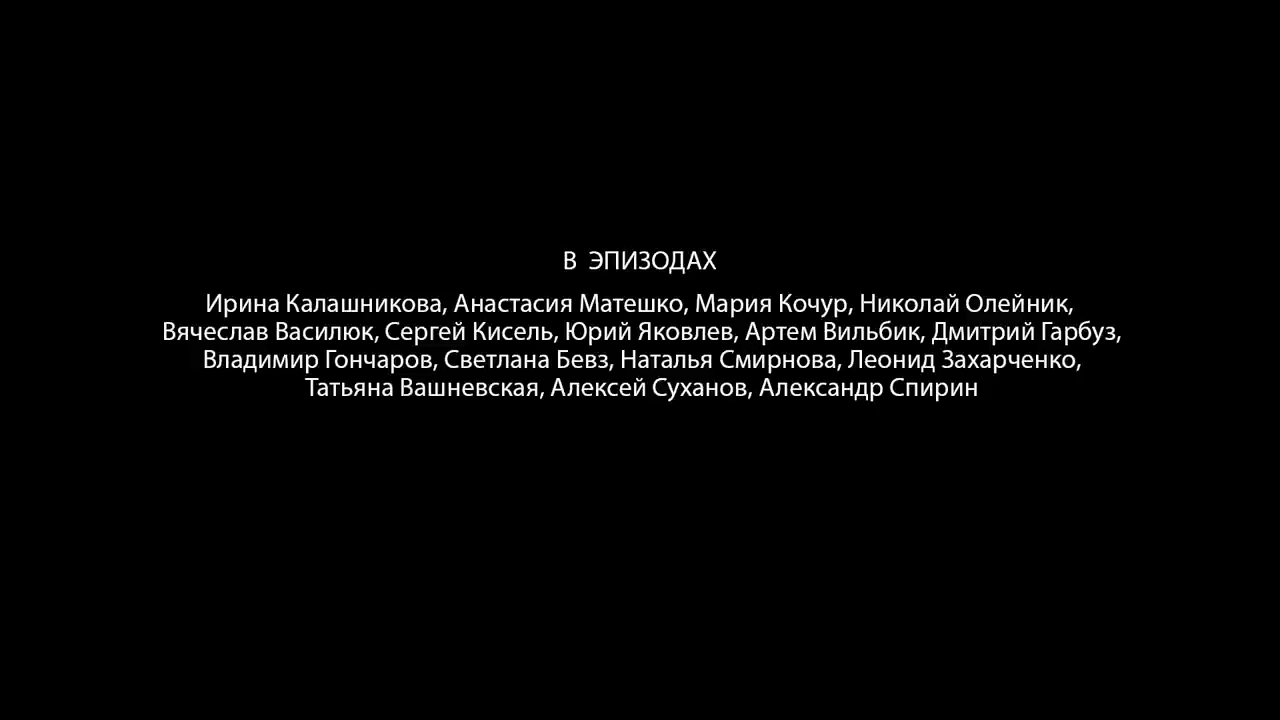 В ЭПИЗОДАХ
Ирина Калашникова, Анастасия Матешко, Мария Кочур, Николай Олейник,
Вячеслав Василюк, Сергей Кисель, Юрий Яковлев, Артем Вильбик, Дмитрий Гарбуз,
Владимир Гончаров, Светлана Бевз, Наталья Смирнова, Леонид Захарченко,
Татьяна Вашневская, Алексей Суханов, Александр Спирин